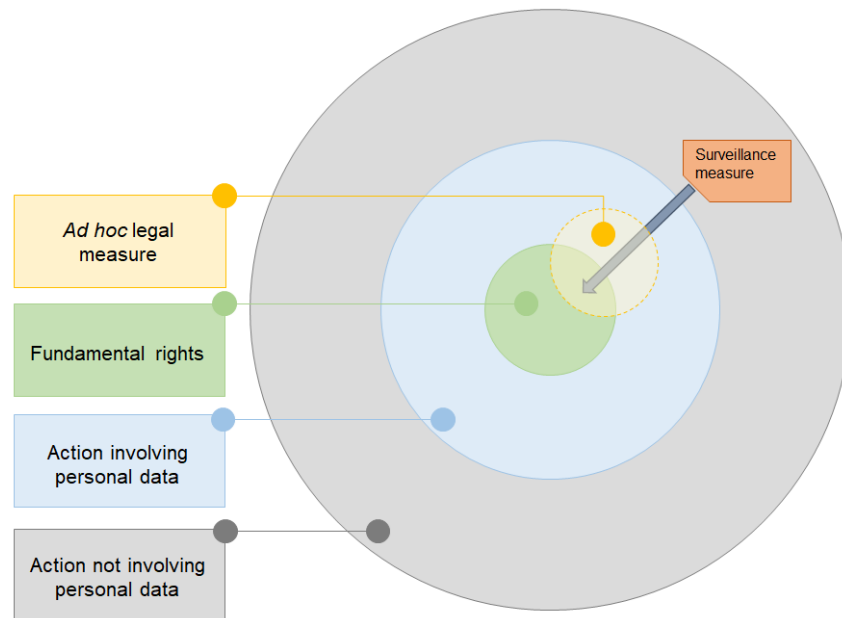 Surveillance
measure
Ad hoc legal
measure
Fundamental rights
Action involving
personal data
Action not involving
personal data